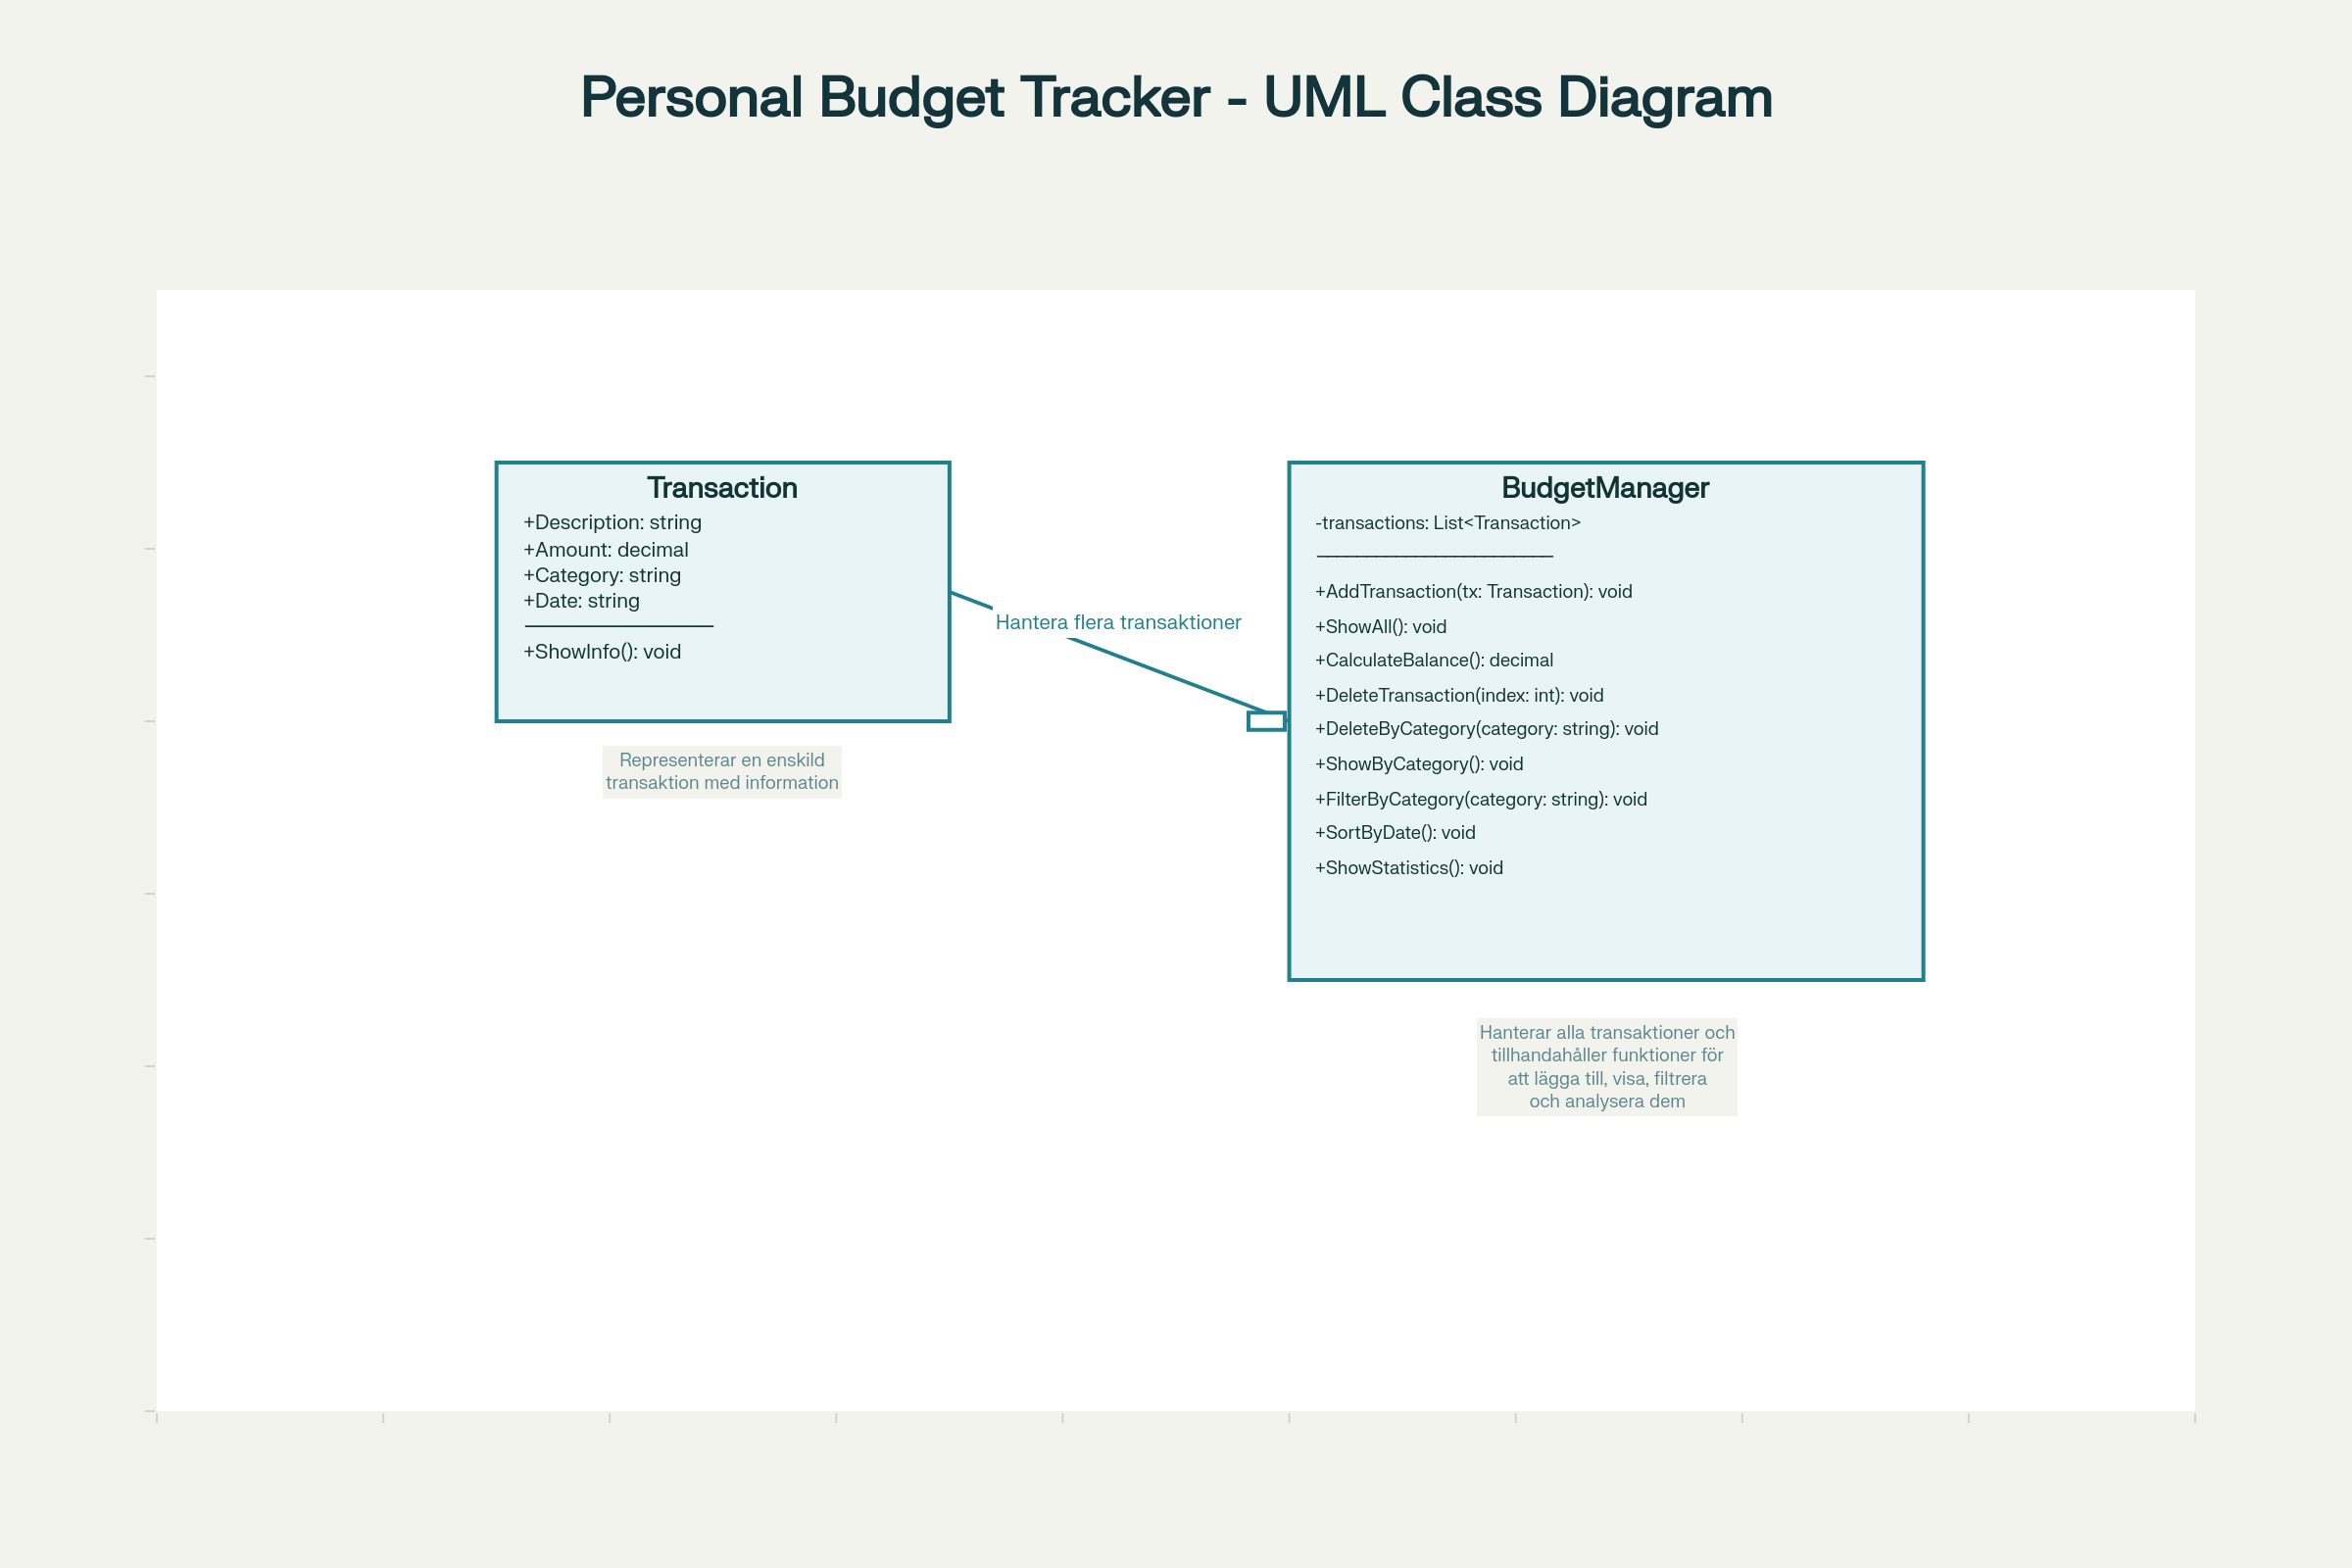 Personal Budget Tracker - UML Class Diagram
Transaction
+Description: string
+Amount: decimal
+Category: string
+Date: string
+ShowInfo(): void
Representerar en enskild
transaktion med information
Hantera flera transaktioner
BudgetManager
-transactions: List<Transaction>
+AddTransaction(tx: Transaction): void
+ShowAll(): void
+CalculateBalance(): decimal
+DeleteTransaction(index: int): void
+DeleteByCategory(category: string): void
+ShowByCategory(): void
+FilterByCategory(category: string): void
+SortByDate(): void
+ShowStatistics(): void
Hanterar alla transaktioner och
tillhandahåller funktioner för
att lägga till, visa, filtrera
och analysera dem